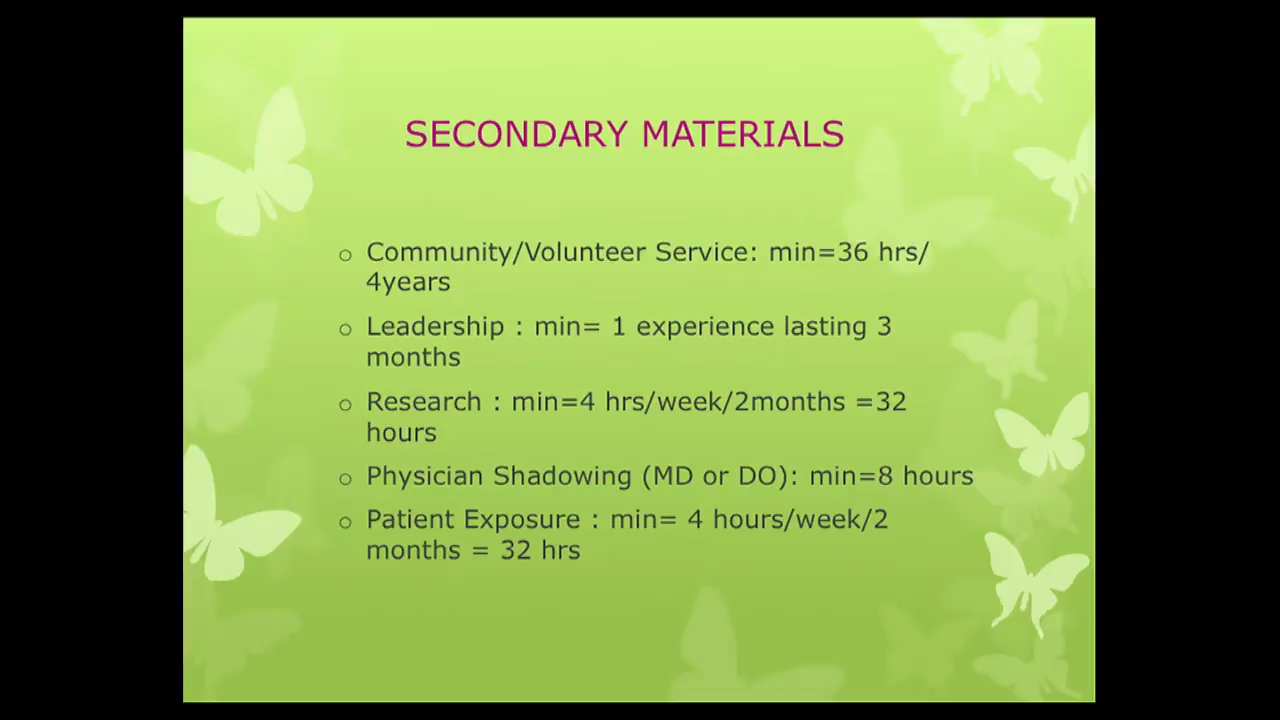 SECONDARY MATERIALS
o Community/Volunteer Service: min=36 hrs/
4years
o Leadership : min= 1 experience lasting 3
months
o Research : min=4 hrs/week/2months =32
hours
o Physician Shadowing (MD or DO): min=8 hours
o Patient Exposure : min= 4 hours/week/2
months = 32 hrs